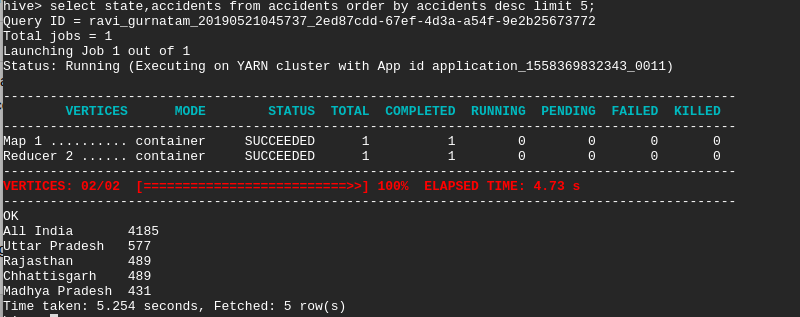 hive> select state,accidents from accidents order by accidents desc limit 5;
Query ID = ravi_gurnatam_20190521045737_2ed87cdd-67ef-4d3a-a54f-9e2b25673772
Total jobs = 1
Launching Job 1 out of 1
Status: Running (Executing on YARN cluster with App id application_1558369832343_0011)
----------------------------------------------------------------------------------------------
VERTICES MODE STATUS TOTAL COMPLETED RUNNING PENDING FAILED KILLED
----------------------------------------------------------------------------------------------
Map 1 .......... container SUCCEEDED 1 1 0 0 0 0
Reducer 2 ...... container SUCCEEDED 1 1 0 0 0 0
----------------------------------------------------------------------------------------------
VERTICES: 02/02 [==========================>>] 100% ELAPSED TIME: 4.73 s
----------------------------------------------------------------------------------------------
OK
All India 4185
Uttar Pradesh 577
Rajasthan 489
Chhattisgarh 489
Madhya Pradesh 431
Time taken: 5.254 seconds, Fetched: 5 row(s)